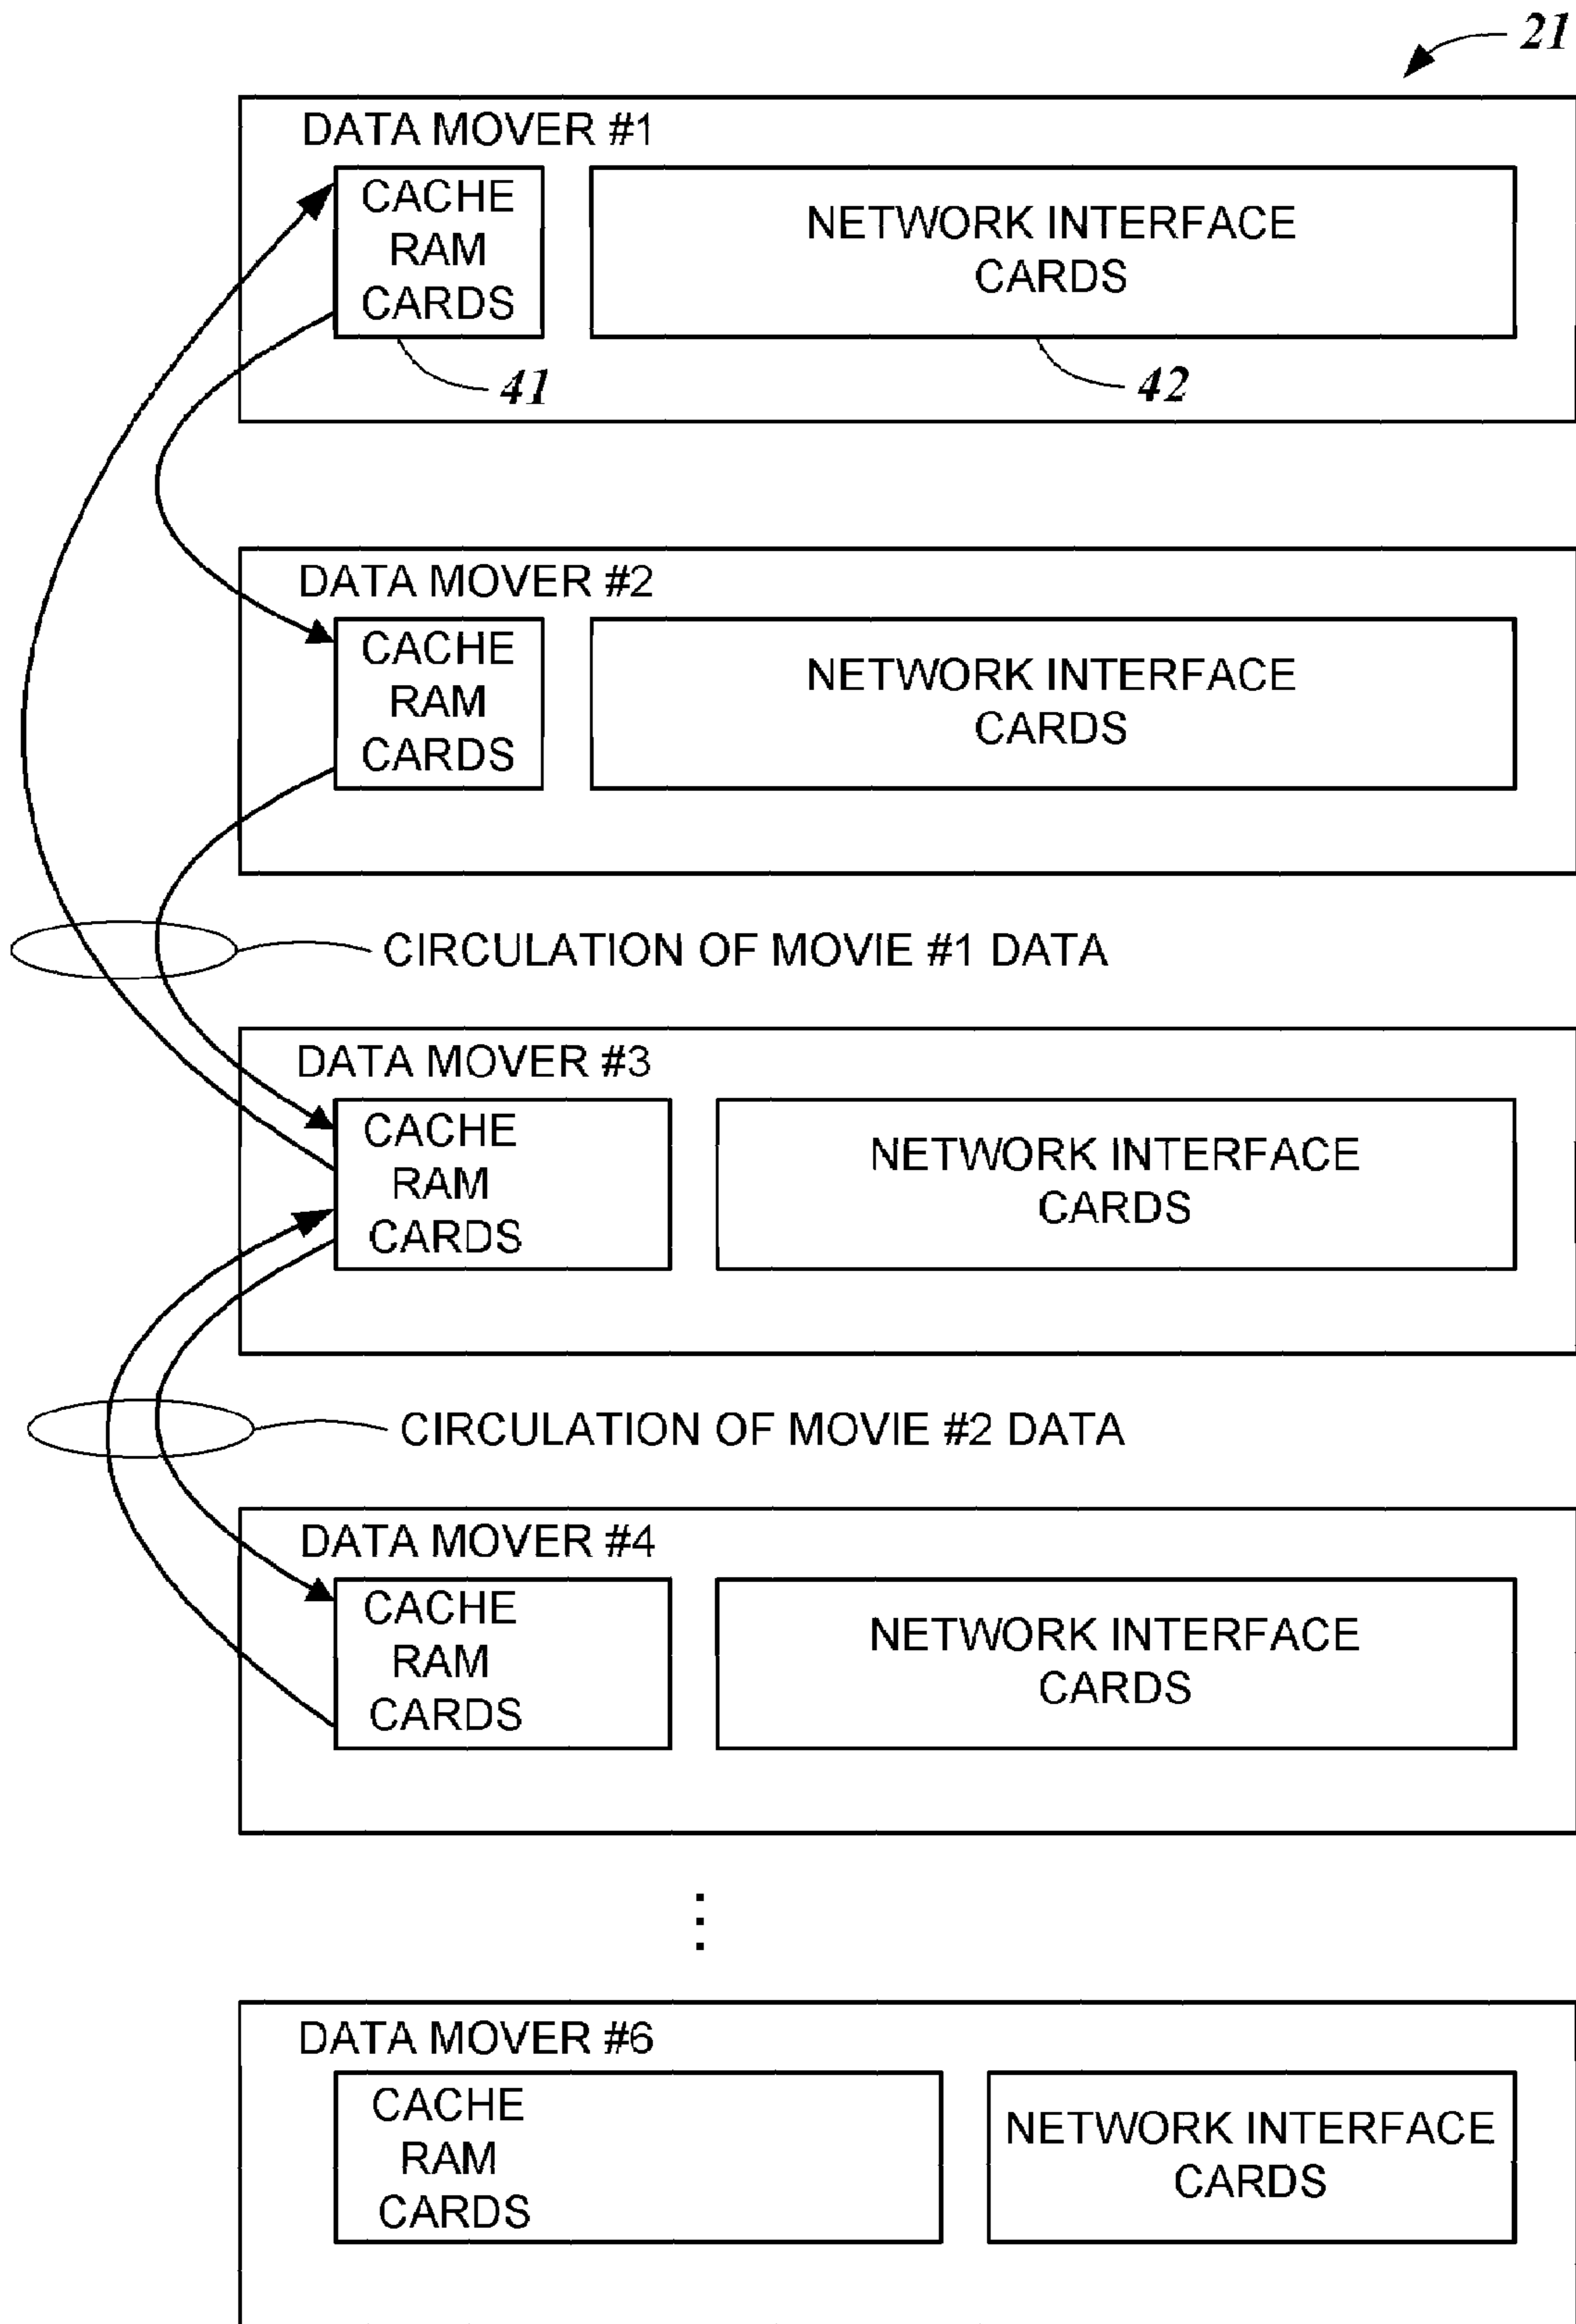 21
DATA MOVER #1
CACHE
RAM
CARDS
NETWORK INTERFACE
CARDS
41
42
DATA MOVER #2
CACHE
RAM
CARDS
NETWORK INTERFACE
CARDS
CIRCULATION OF MOVIE #1 DATA
DATA MOVER #3
CACHE
RAM
CARDS
NETWORK INTERFACE
CARDS
CIRCULATION OF MOVIE #2 DATA
DATA MOVER #4
CACHE
RAM
CARDS
NETWORK INTERFACE
CARDS
DATA MOVER #6
CACHE
RAM
CARDS
NETWORK INTERFACE
CARDS